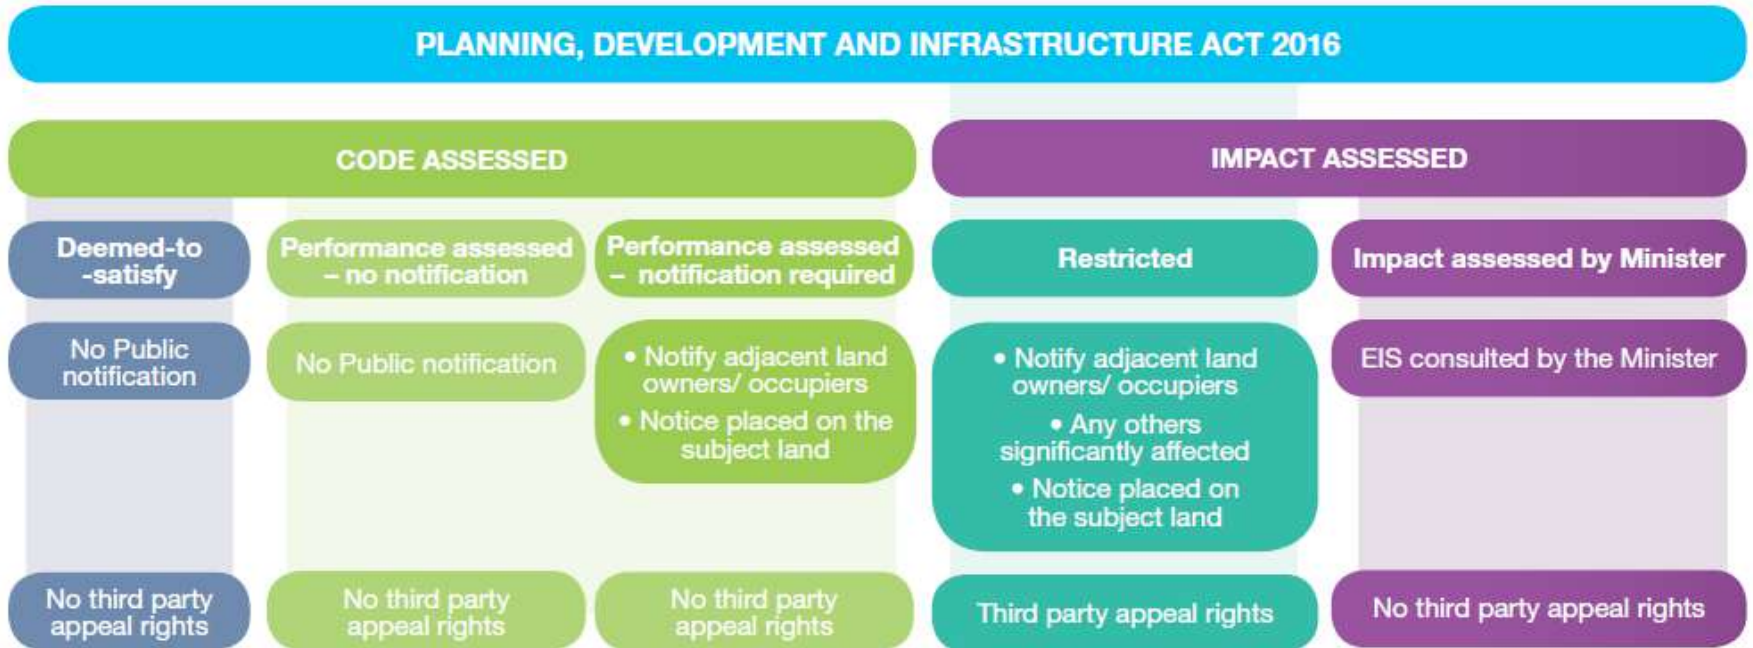 PLANNING, DEVELOPMENT AND INFRASTRUCTURE ACT 2016
CODE ASSESSED
IMPACT ASSESSED
Deemed-to
-satisfy
Performance assessed
– no notification
Performance assessed
– notification required
Restricted
Impact assessed by Minister
No Public
notification
No Public notification
• Notify adjacent land
owners/ occupiers
• Notice placed on the
subject land
• Notify adjacent land
owners/ occupiers
• Any others
significantly affected
• Notice placed on
the subject land
EIS consulted by the Minister
No third party
appeal rights
No third party
appeal rights
No third party
appeal rights
Third party appeal rights
No third party appeal rights